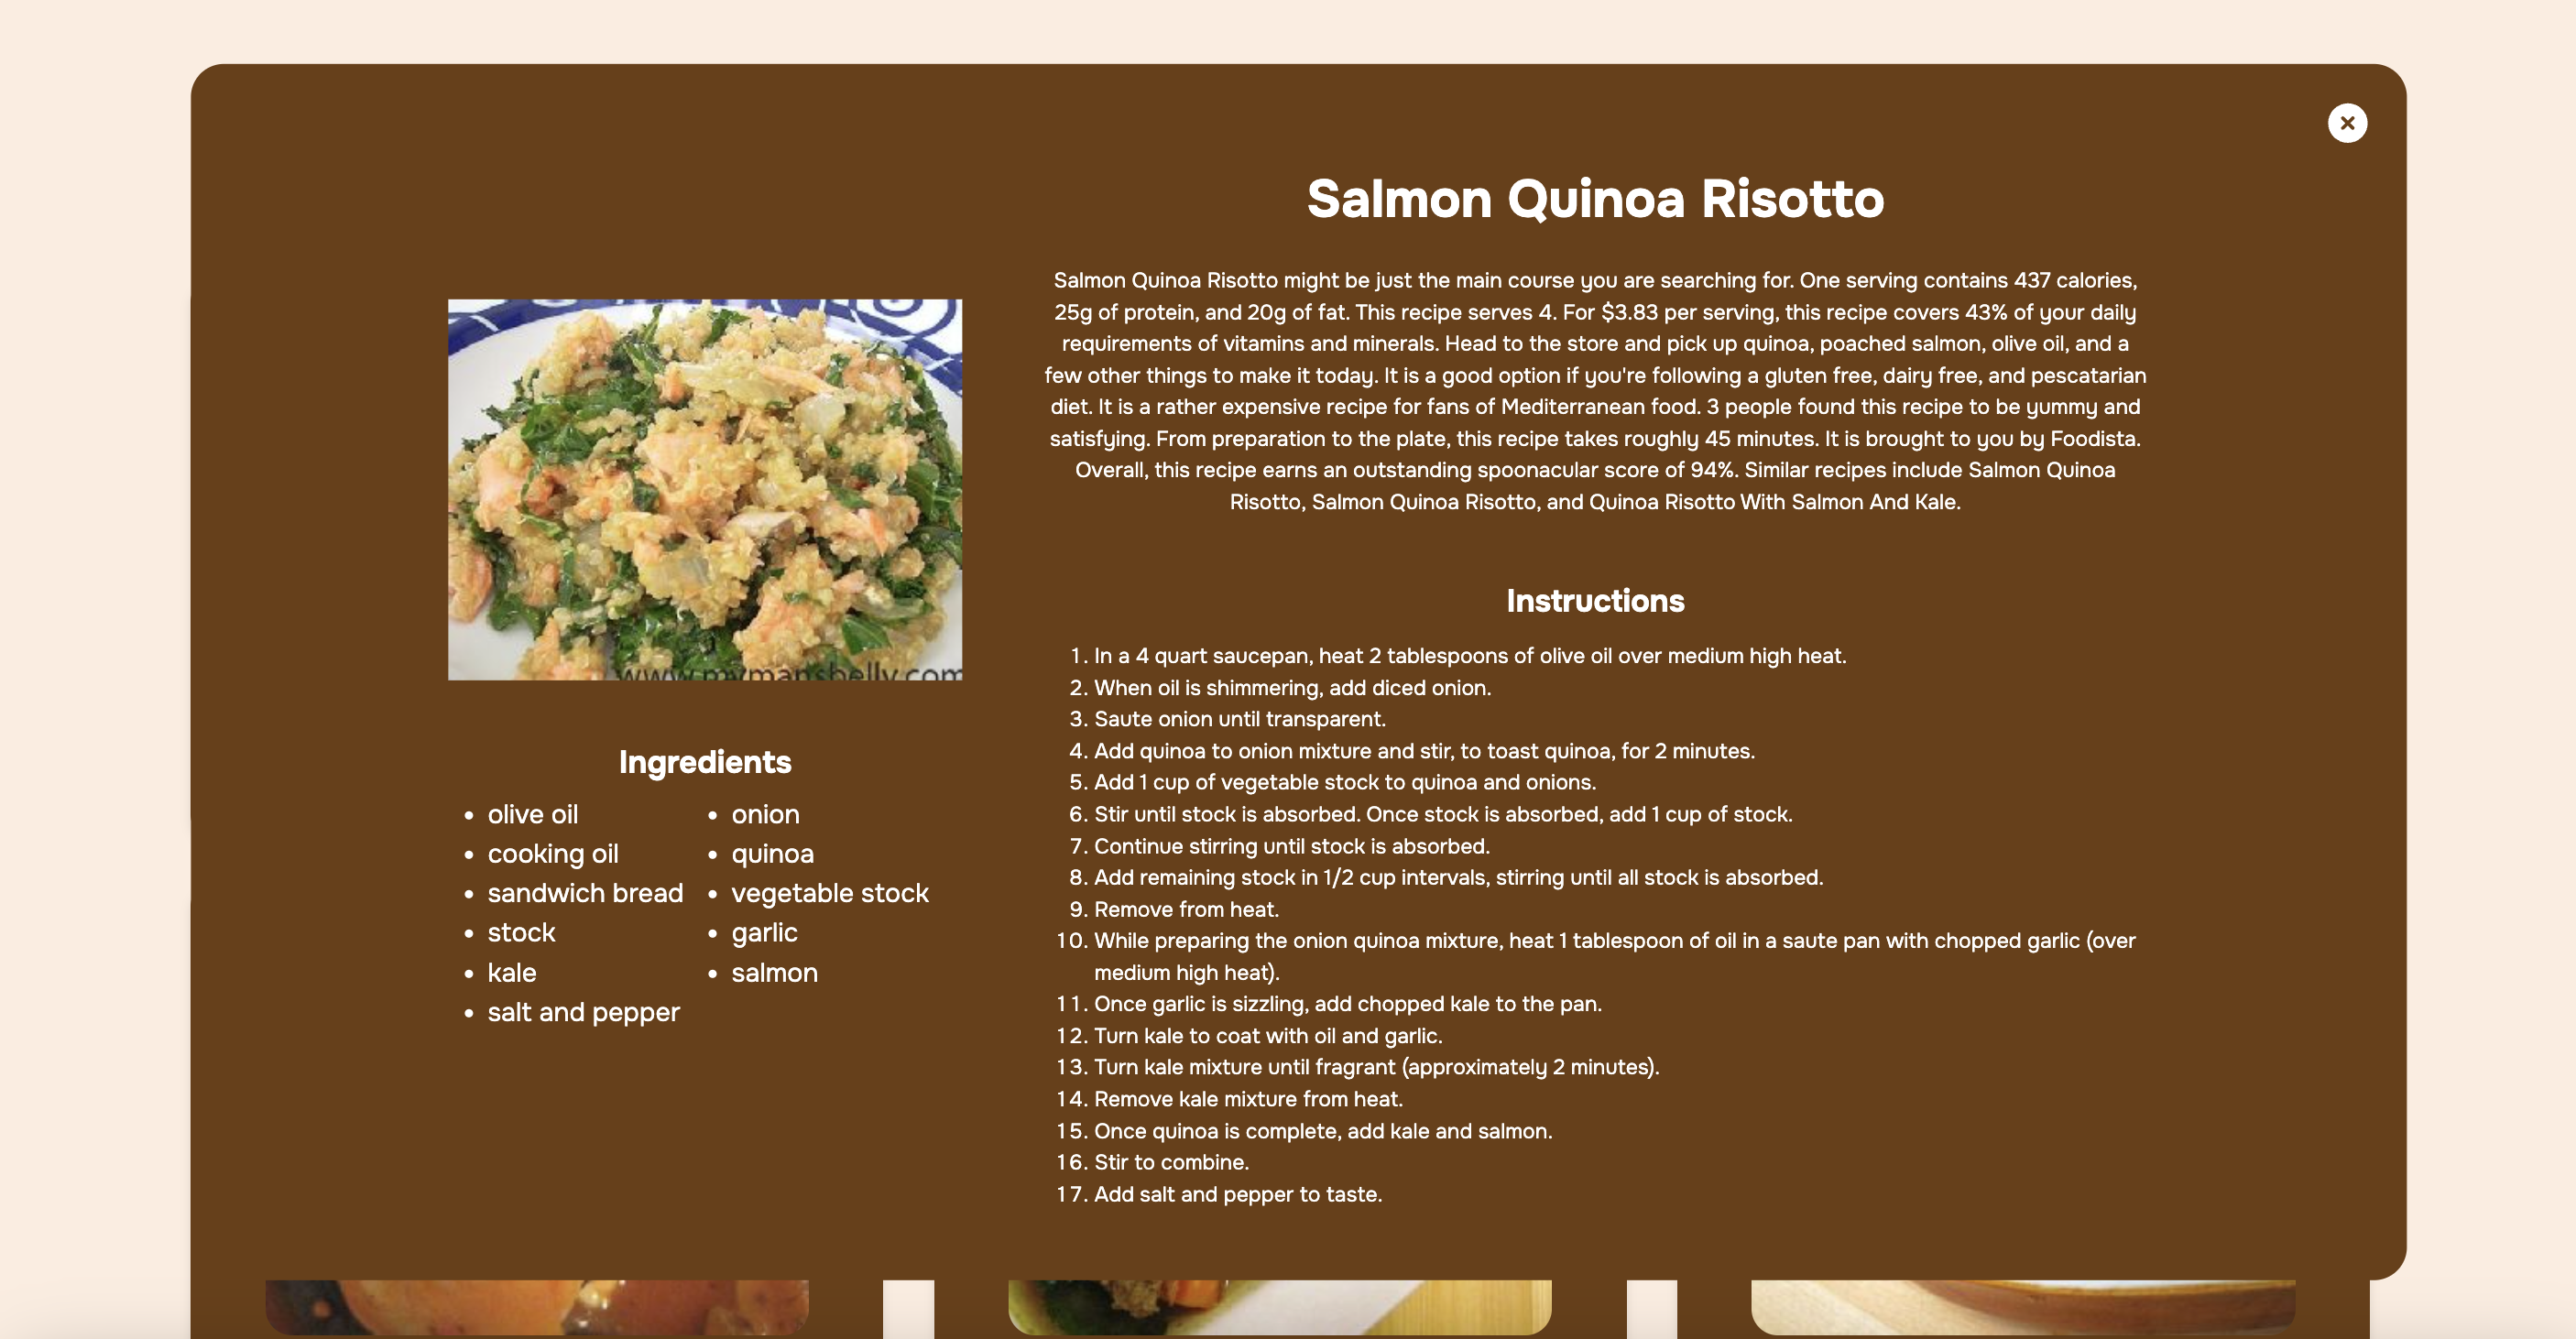 Salmon Quinoa Risotto
Salmon Quinoa Risotto might be just the main course you are searching for. One serving contains 437 calories,
25g of protein, and 20g of fat. This recipe serves 4. For $3.83 per serving, this recipe covers 43% of your daily
requirements of vitamins and minerals. Head to the store and pick up quinoa, poached salmon, olive oil, and a
few other things to make it today. It is a good option if you're following a gluten free, dairy free, and pescatarian
diet. It is a rather expensive recipe for fans of Mediterranean food. 3 people found this recipe to be yummy and
satisfying. From preparation to the plate, this recipe takes roughly 45 minutes. It is brought to you by Foodista.
Overall, this recipe earns an outstanding spoonacular score of 94%. Similar recipes include Salmon Quinoa
Risotto, Salmon Quinoa Risotto, and Quinoa Risotto With Salmon And Kale.
www.mymansbelly.com
Ingredients
• olive oil
• cooking oil
• sandwich bread
• stock
• kale
• salt and pepper
• onion
• quinoa
• vegetable stock
• garlic
• salmon
Instructions
1. In a 4 quart saucepan, heat 2 tablespoons of olive oil over medium high heat.
2. When oil is shimmering, add diced onion.
3. Saute onion until transparent.
4. Add quinoa to onion mixture and stir, to toast quinoa, for 2 minutes.
5. Add 1 cup of vegetable stock to quinoa and onions.
6. Stir until stock is absorbed. Once stock is absorbed, add 1 cup of stock.
7. Continue stirring until stock is absorbed.
8. Add remaining stock in 1/2 cup intervals, stirring until all stock is absorbed.
9. Remove from heat.
10. While preparing the onion quinoa mixture, heat 1 tablespoon of oil in a saute pan with chopped garlic (over
medium high heat).
11. Once garlic is sizzling, add chopped kale to the pan.
12. Turn kale to coat with oil and garlic.
13. Turn kale mixture until fragrant (approximately 2 minutes).
14. Remove kale mixture from heat.
15. Once quinoa is complete, add kale and salmon.
16. Stir to combine.
17. Add salt and pepper to taste.